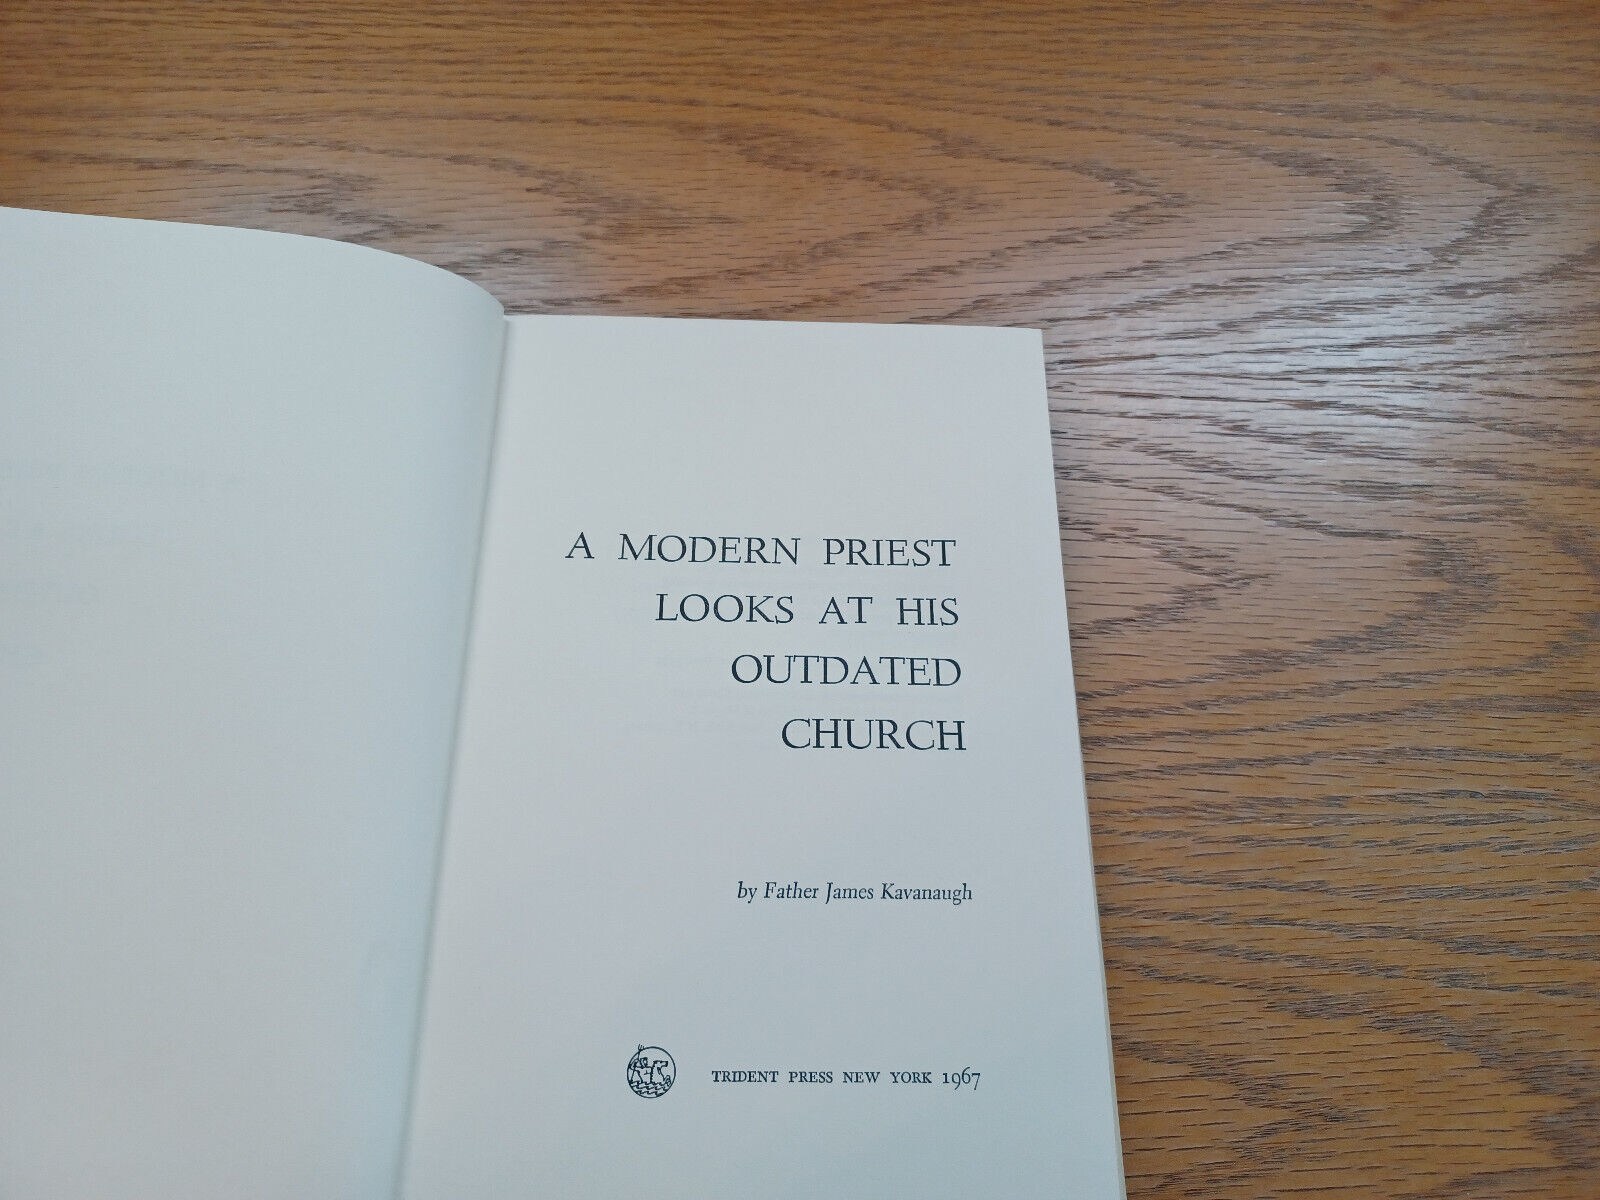 A MODERN PRIEST
LOOKS AT HIS
OUTDATED
CHURCH
by Father James Kavanaugh
TRIDENT PRESS NEW YORK 1967